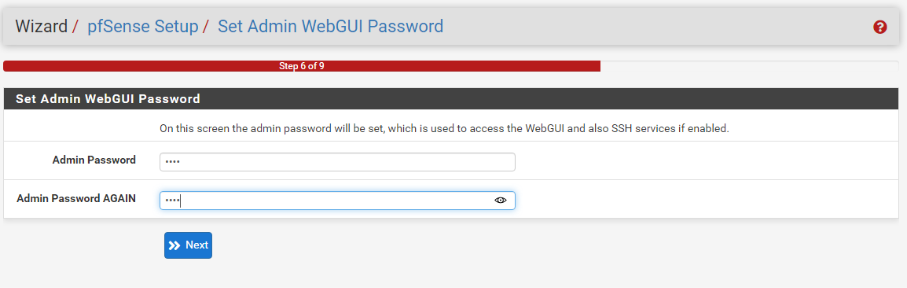 Wizard / pfSense Setup / Set Admin WebGUI Password
Step 6 of 9
Set Admin WebGUI Password
On this screen the admin password will be set, which is used to access the WebGUI and also SSH services if enabled.
Admin Password ••••
Admin Password AGAIN ••••
Next